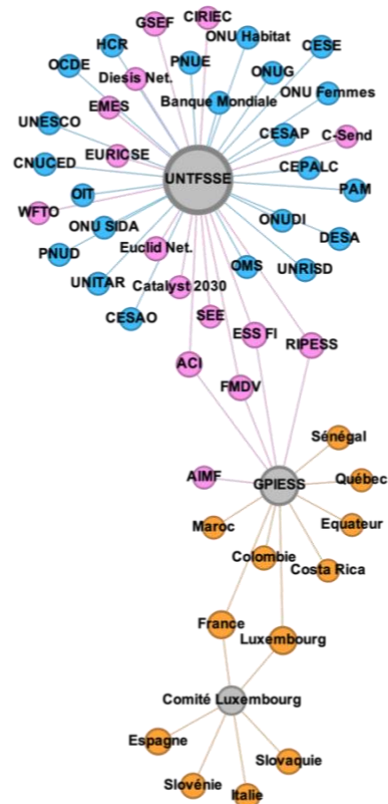 CIRIEC
GSEF
ONU Habitat
HCR
CESE
PNUE
OCDE
ONUG
Diesis Net.
ONU Femmes
Banque Mondiale
EMES
UNESCO
CESAP
C-Send
EURICSE
CNUCED
CEPALC
UNTFSSE
PAM
OIT
WFTO
ONU SIDA
ONUDI
DESA
Euclid Net.
PNUD
OMS
UNRISD
UNITAR
Catalyst 2030
CESAO
SEE
ESS FI
RIPESS
ACI
FMDV
Sénégal
AIMF
GPIESS
Québec
Maroc
Equateur
Colombie
Costa Rica
France
Luxembourg
Comité Luxembourg
Espagne
Slovaquie
Slovénie
Italie